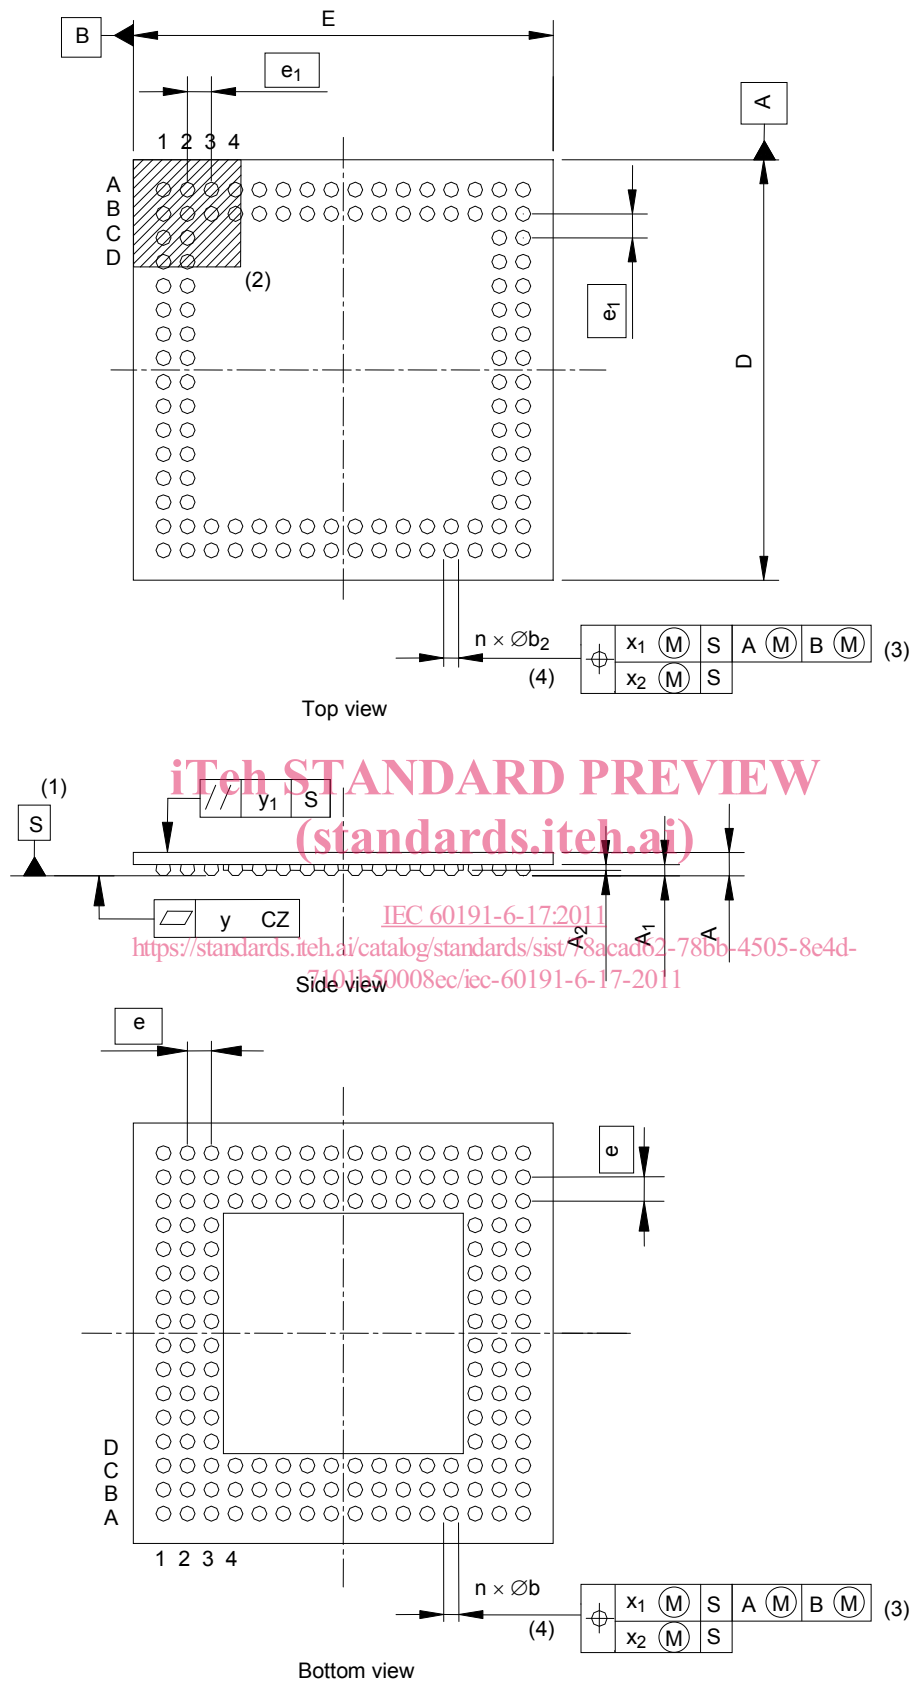 E
B
e1
A
1 2 3 4
A
B
C
D
(2)
e1
D
n × ∅b2
(4)
x1 M S A M B M (3)
x2 M S
Top view
iTeh STANDARD PREVIEW
(standards.iteh.ai)
(1)
S
// y1 S
y CZ
A2
A1
A
IEC 60191-6-17:2011
https://standards.iteh.ai/catalog/standards/sist/78acad62-78bb-4505-8e4d-
7101b50008ec/iec-60191-6-17-2011
Side view
e
e
D
C
B
A
1 2 3 4
n × ∅b
(4)
x1 M S A M B M (3)
x2 M S
Bottom view